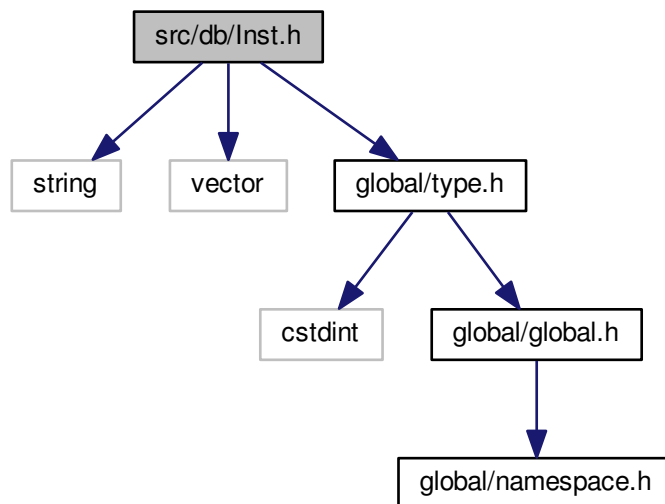 src/db/Inst.h
string
vector
global/type.h
cstdint
global/global.h
global/namespace.h